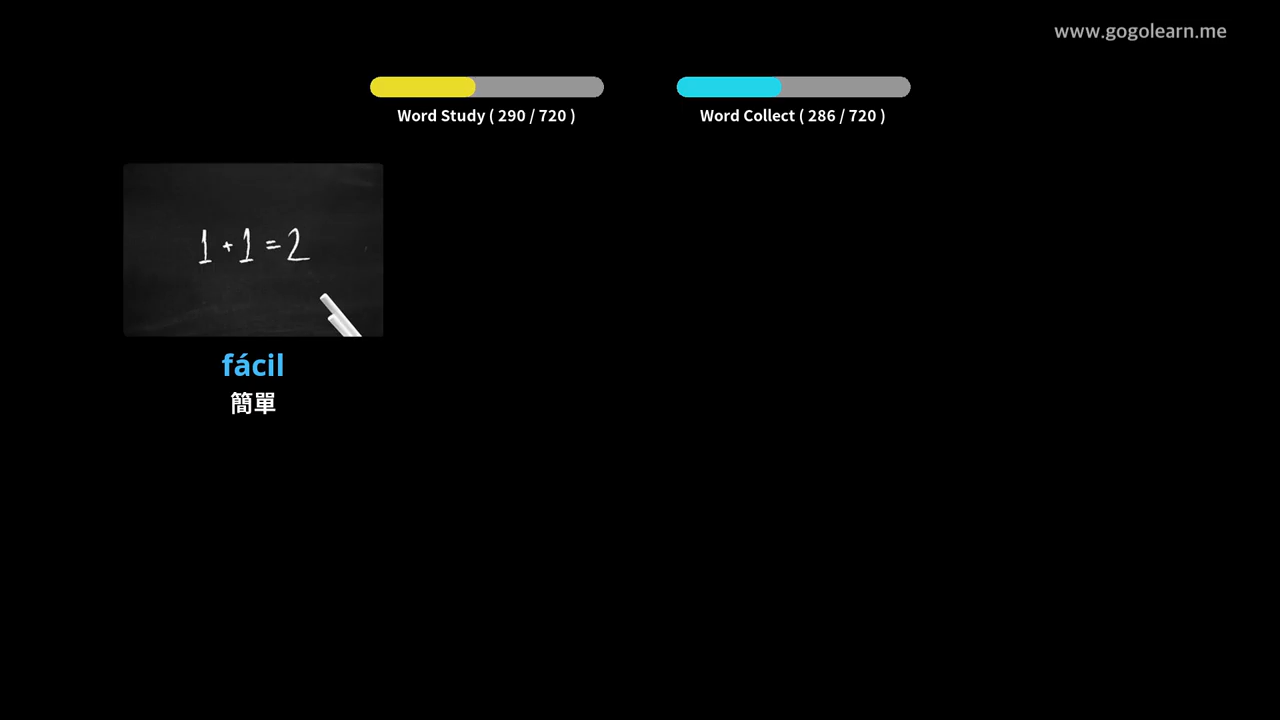 www.gogolearn.me
Word Study ( 290 / 720 )
Word Collect ( 286 / 720 )
1 + 1 = 2
fácil
簡單